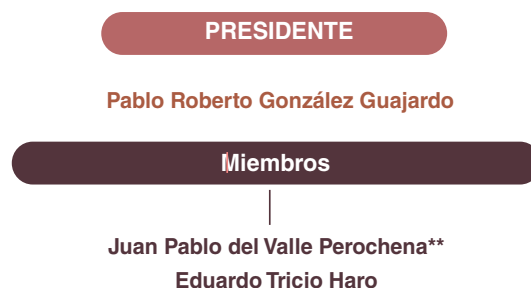 PRESIDENTE
Pablo Roberto González Guajardo
Miembros
Juan Pablo del Valle Perochena**
Eduardo Tricio Haro